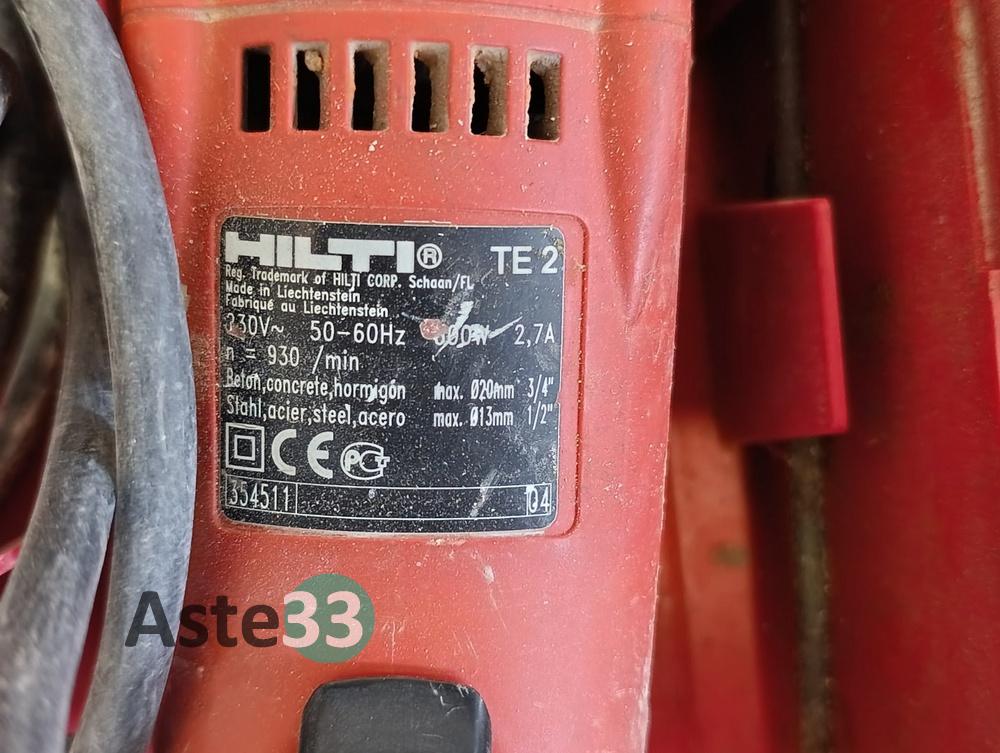 HILTI® TE 2
Reg. Trademark of HILTI CORP. Schaan/FL
Made in Liechtenstein
Fabriqué au Liechtenstein
230V~ 50-60Hz 600W 2,7A
n = 930 /min
Beton,concrete,hormigón max. Ø20mm 3/4"
Stahl,acier,steel,acero max. Ø13mm 1/2"
CE PCT
354511 04
Aste33